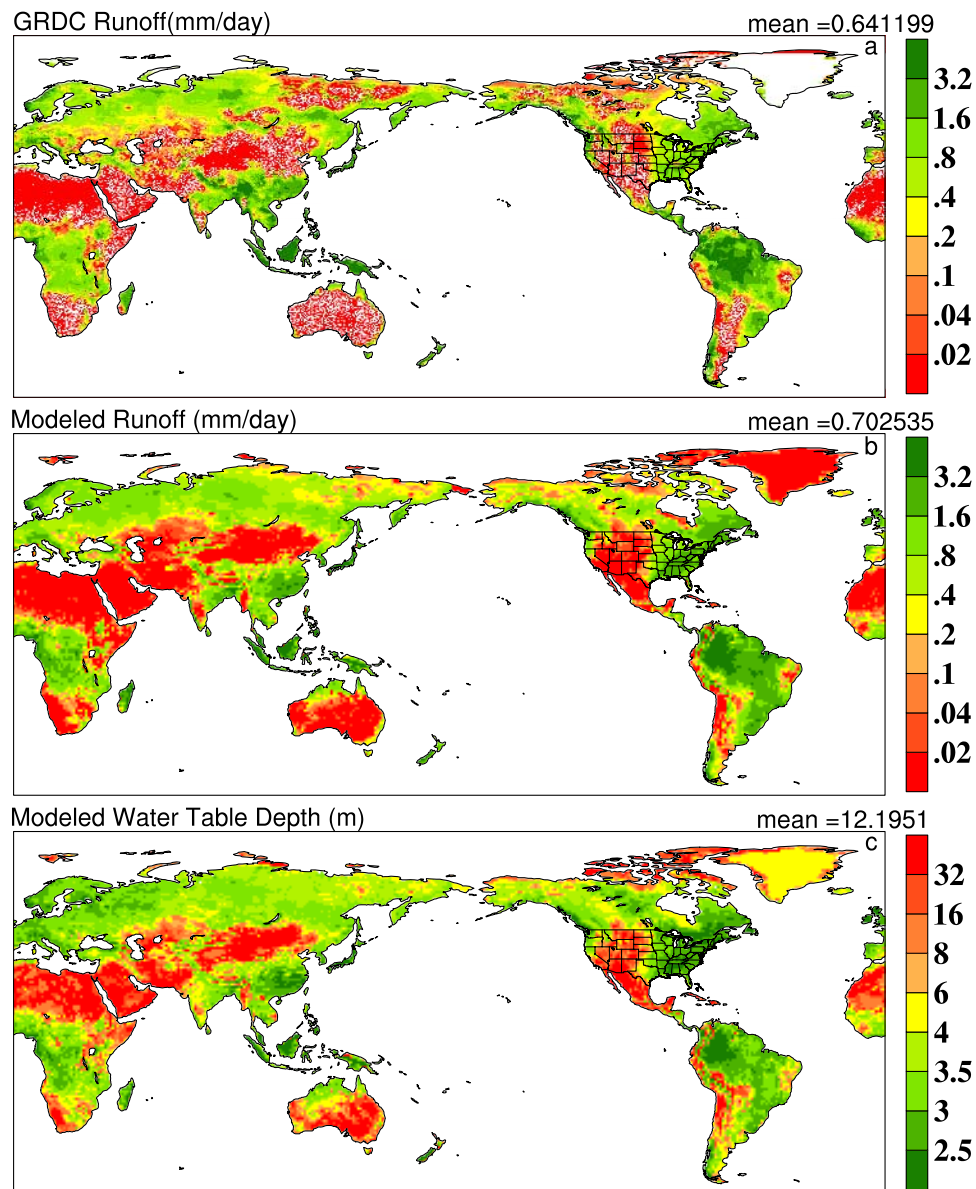 GRDC Runoff(mm/day)
mean =0.641199
a
3.2
1.6
.8
.4
.2
.1
.04
.02
Modeled Runoff (mm/day)
mean =0.702535
b
3.2
1.6
.8
.4
.2
.1
.04
.02
Modeled Water Table Depth (m)
mean =12.1951
c
32
16
8
6
4
3.5
3
2.5